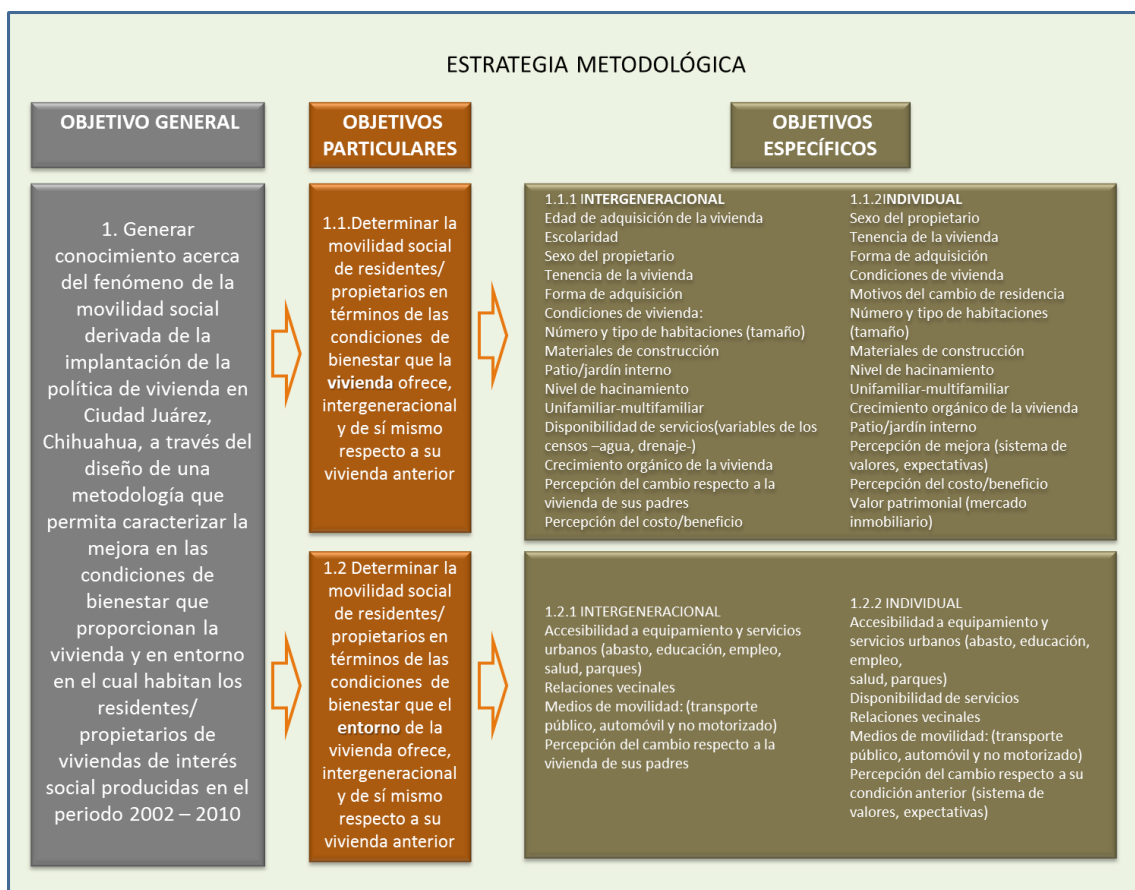 ESTRATEGIA METODOLÓGICA
OBJETIVO GENERAL
OBJETIVOS
PARTICULARES
OBJETIVOS
ESPECÍFICOS
1. Generar
conocimiento acerca
del fenómeno de la
movilidad social
derivada de la
implantación de la
política de vivienda en
Ciudad Juárez,
Chihuahua, a través del
diseño de una
metodología que
permita caracterizar la
mejora en las
condiciones de
bienestar que
proporcionan la
vivienda y en entorno
en el cual habitan los
residentes/
propietarios de
viviendas de interés
social producidas en el
periodo 2002 – 2010
1.1.Determinar la
movilidad social
de residentes/
propietarios en
términos de las
condiciones de
bienestar que la
vivienda ofrece,
intergeneracional
y de sí mismo
respecto a su
vivienda anterior
1.1.1 INTERGENERACIONAL
Edad de adquisición de la vivienda
Escolaridad
Sexo del propietario
Tenencia de la vivienda
Forma de adquisición
Condiciones de vivienda:
Número y tipo de habitaciones (tamaño)
Materiales de construcción
Patio/jardín interno
Nivel de hacinamiento
Unifamiliar-multifamiliar
Disponibilidad de servicios(variables de los
censos –agua, drenaje-)
Crecimiento orgánico de la vivienda
Percepción del cambio respecto a la
vivienda de sus padres
Percepción del costo/beneficio
1.1.2INDIVIDUAL
Sexo del propietario
Tenencia de la vivienda
Forma de adquisición
Condiciones de vivienda
Motivos del cambio de residencia
Número y tipo de habitaciones
(tamaño)
Materiales de construcción
Nivel de hacinamiento
Unifamiliar-multifamiliar
Crecimiento orgánico de la vivienda
Patio/jardín interno
Percepción de mejora (sistema de
valores, expectativas)
Percepción del costo/beneficio
Valor patrimonial (mercado
inmobiliario)
1.2 Determinar la
movilidad social
de residentes/
propietarios en
términos de las
condiciones de
bienestar que el
entorno de la
vivienda ofrece,
intergeneracional
y de sí mismo
respecto a su
vivienda anterior
1.2.1 INTERGENERACIONAL
Accesibilidad a equipamiento y servicios
urbanos (abasto, educación, empleo,
salud, parques)
Relaciones vecinales
Medios de movilidad: (transporte
público, automóvil y no motorizado)
Percepción del cambio respecto a la
vivienda de sus padres
1.2.2 INDIVIDUAL
Accesibilidad a equipamiento y
servicios urbanos (abasto, educación,
empleo,
salud, parques)
Disponibilidad de servicios
Relaciones vecinales
Medios de movilidad: (transporte
público, automóvil y no motorizado)
Percepción del cambio respecto a su
condición anterior (sistema de
valores, expectativas)